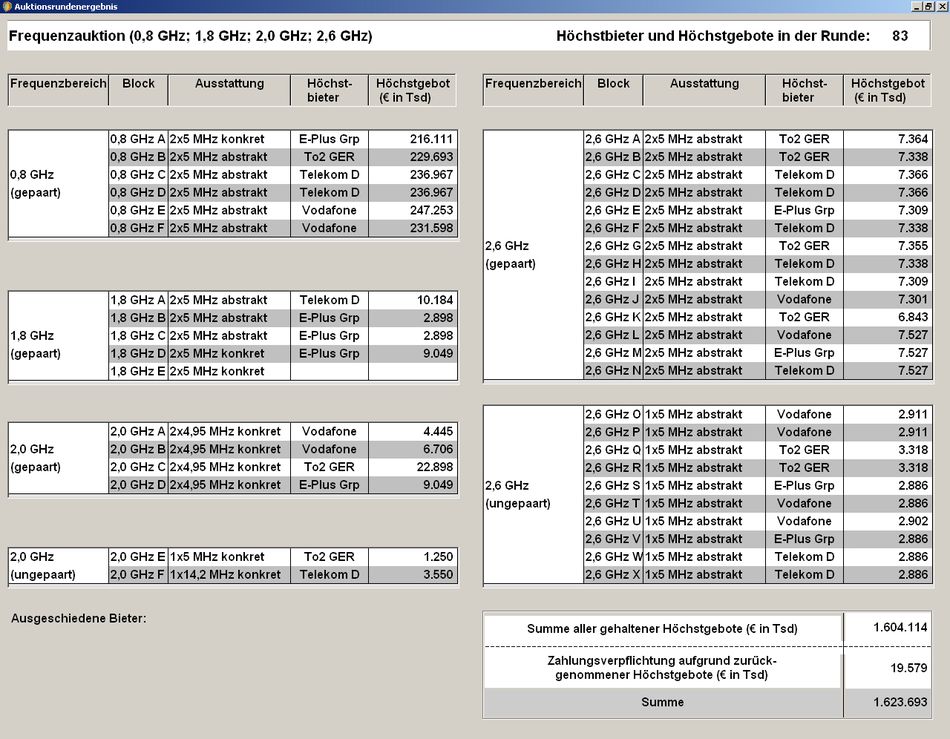 Auktionsrundenergebnis
Frequenzauktion (0,8 GHz; 1,8 GHz; 2,0 GHz; 2,6 GHz)
Höchstbieter und Höchstgebote in der Runde: 83
Frequenzbereich Block Ausstattung Höchst-bieter Höchstgebot (€ in Tsd)
0,8 GHz (gepaart)
0,8 GHz A 2x5 MHz konkret E-Plus Grp 216.111
0,8 GHz B 2x5 MHz abstrakt To2 GER 229.693
0,8 GHz C 2x5 MHz abstrakt Telekom D 236.967
0,8 GHz D 2x5 MHz abstrakt Telekom D 236.967
0,8 GHz E 2x5 MHz abstrakt Vodafone 247.253
0,8 GHz F 2x5 MHz abstrakt Vodafone 231.598
1,8 GHz (gepaart)
1,8 GHz A 2x5 MHz abstrakt Telekom D 10.184
1,8 GHz B 2x5 MHz abstrakt E-Plus Grp 2.898
1,8 GHz C 2x5 MHz abstrakt E-Plus Grp 2.898
1,8 GHz D 2x5 MHz konkret E-Plus Grp 9.049
1,8 GHz E 2x5 MHz konkret
2,0 GHz (gepaart)
2,0 GHz A 2x4,95 MHz konkret Vodafone 4.445
2,0 GHz B 2x4,95 MHz konkret Vodafone 6.706
2,0 GHz C 2x4,95 MHz konkret To2 GER 22.898
2,0 GHz D 2x4,95 MHz konkret E-Plus Grp 9.049
2,0 GHz (ungepaart)
2,0 GHz E 1x5 MHz konkret To2 GER 1.250
2,0 GHz F 1x14,2 MHz konkret Telekom D 3.550
Ausgeschiedene Bieter:
Frequenzbereich Block Ausstattung Höchst-bieter Höchstgebot (€ in Tsd)
2,6 GHz (gepaart)
2,6 GHz A 2x5 MHz abstrakt To2 GER 7.364
2,6 GHz B 2x5 MHz abstrakt To2 GER 7.338
2,6 GHz C 2x5 MHz abstrakt Telekom D 7.366
2,6 GHz D 2x5 MHz abstrakt Telekom D 7.366
2,6 GHz E 2x5 MHz abstrakt E-Plus Grp 7.309
2,6 GHz F 2x5 MHz abstrakt Telekom D 7.338
2,6 GHz G 2x5 MHz abstrakt To2 GER 7.355
2,6 GHz H 2x5 MHz abstrakt Telekom D 7.338
2,6 GHz I 2x5 MHz abstrakt Telekom D 7.309
2,6 GHz J 2x5 MHz abstrakt Vodafone 7.301
2,6 GHz K 2x5 MHz abstrakt To2 GER 6.843
2,6 GHz L 2x5 MHz abstrakt Vodafone 7.527
2,6 GHz M 2x5 MHz abstrakt E-Plus Grp 7.527
2,6 GHz N 2x5 MHz abstrakt Telekom D 7.527
2,6 GHz (ungepaart)
2,6 GHz O 1x5 MHz abstrakt Vodafone 2.911
2,6 GHz P 1x5 MHz abstrakt Vodafone 2.911
2,6 GHz Q 1x5 MHz abstrakt To2 GER 3.318
2,6 GHz R 1x5 MHz abstrakt To2 GER 3.318
2,6 GHz S 1x5 MHz abstrakt E-Plus Grp 2.886
2,6 GHz T 1x5 MHz abstrakt Vodafone 2.886
2,6 GHz U 1x5 MHz abstrakt Vodafone 2.902
2,6 GHz V 1x5 MHz abstrakt E-Plus Grp 2.886
2,6 GHz W 1x5 MHz abstrakt Telekom D 2.886
2,6 GHz X 1x5 MHz abstrakt Telekom D 2.886
Summe aller gehaltener Höchstgebote (€ in Tsd) 1.604.114
Zahlungsverpflichtung aufgrund zurück-
genommener Höchstgebote (€ in Tsd) 19.579
Summe 1.623.693